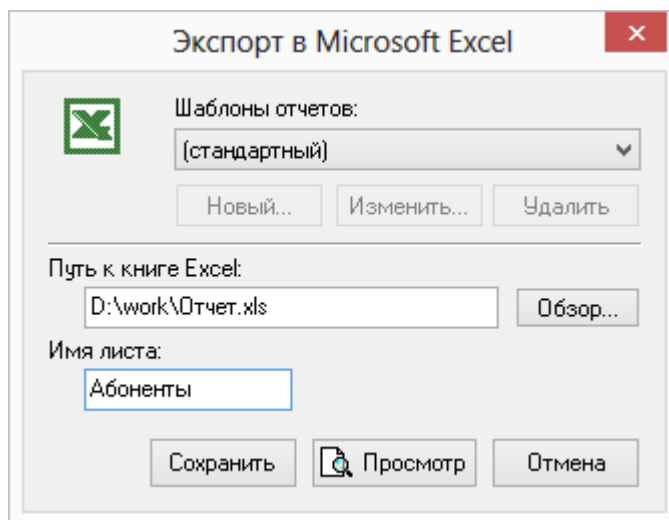 Экспорт в Microsoft Excel
Шаблоны отчетов:
(стандартный)
Новый... Изменить... Удалить
Путь к книге Excel:
D:\work\Отчет.xls Обзор...
Имя листа:
Абоненты
Сохранить Просмотр Отмена